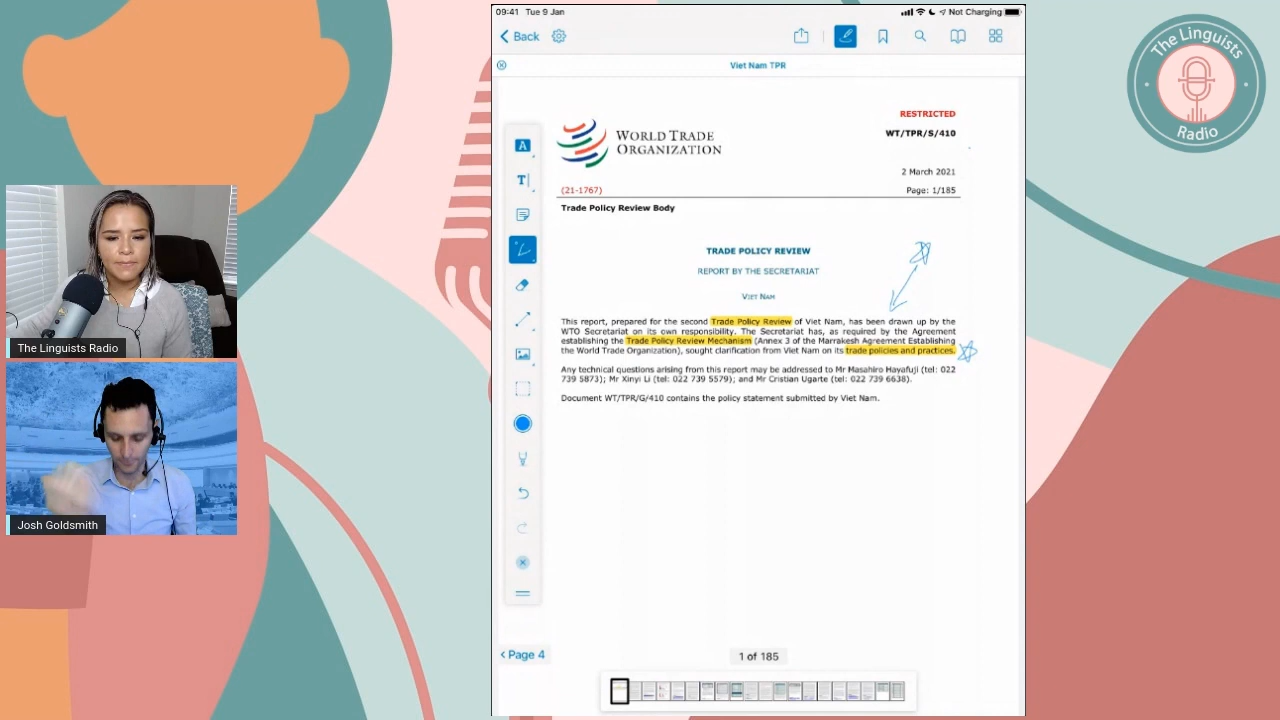 09:41 Tue 9 Jan
Not Charging
Back
Viet Nam TPR
RESTRICTED
WORLD TRADE
ORGANIZATION
WT/TPR/S/410
2 March 2021
(21-1767)
Page: 1/185
Trade Policy Review Body
TRADE POLICY REVIEW
REPORT BY THE SECRETARIAT
VIET NAM
This report, prepared for the second Trade Policy Review of Viet Nam, has been drawn up by the
WTO Secretariat on its own responsibility. The Secretariat has, as required by the Agreement
establishing the Trade Policy Review Mechanism (Annex 3 of the Marrakesh Agreement Establishing
the World Trade Organization), sought clarification from Viet Nam on its trade policies and practices.
Any technical questions arising from this report may be addressed to Mr Masahiro Hayafuji (tel: 022
739 5873); Mr Xinyi Li (tel: 022 739 5579); and Mr Cristian Ugarte (tel: 022 739 6638).
Document WT/TPR/G/410 contains the policy statement submitted by Viet Nam.
A
T
Page 4
1 of 185
The Linguists Radio
Josh Goldsmith
The Linguists
Radio